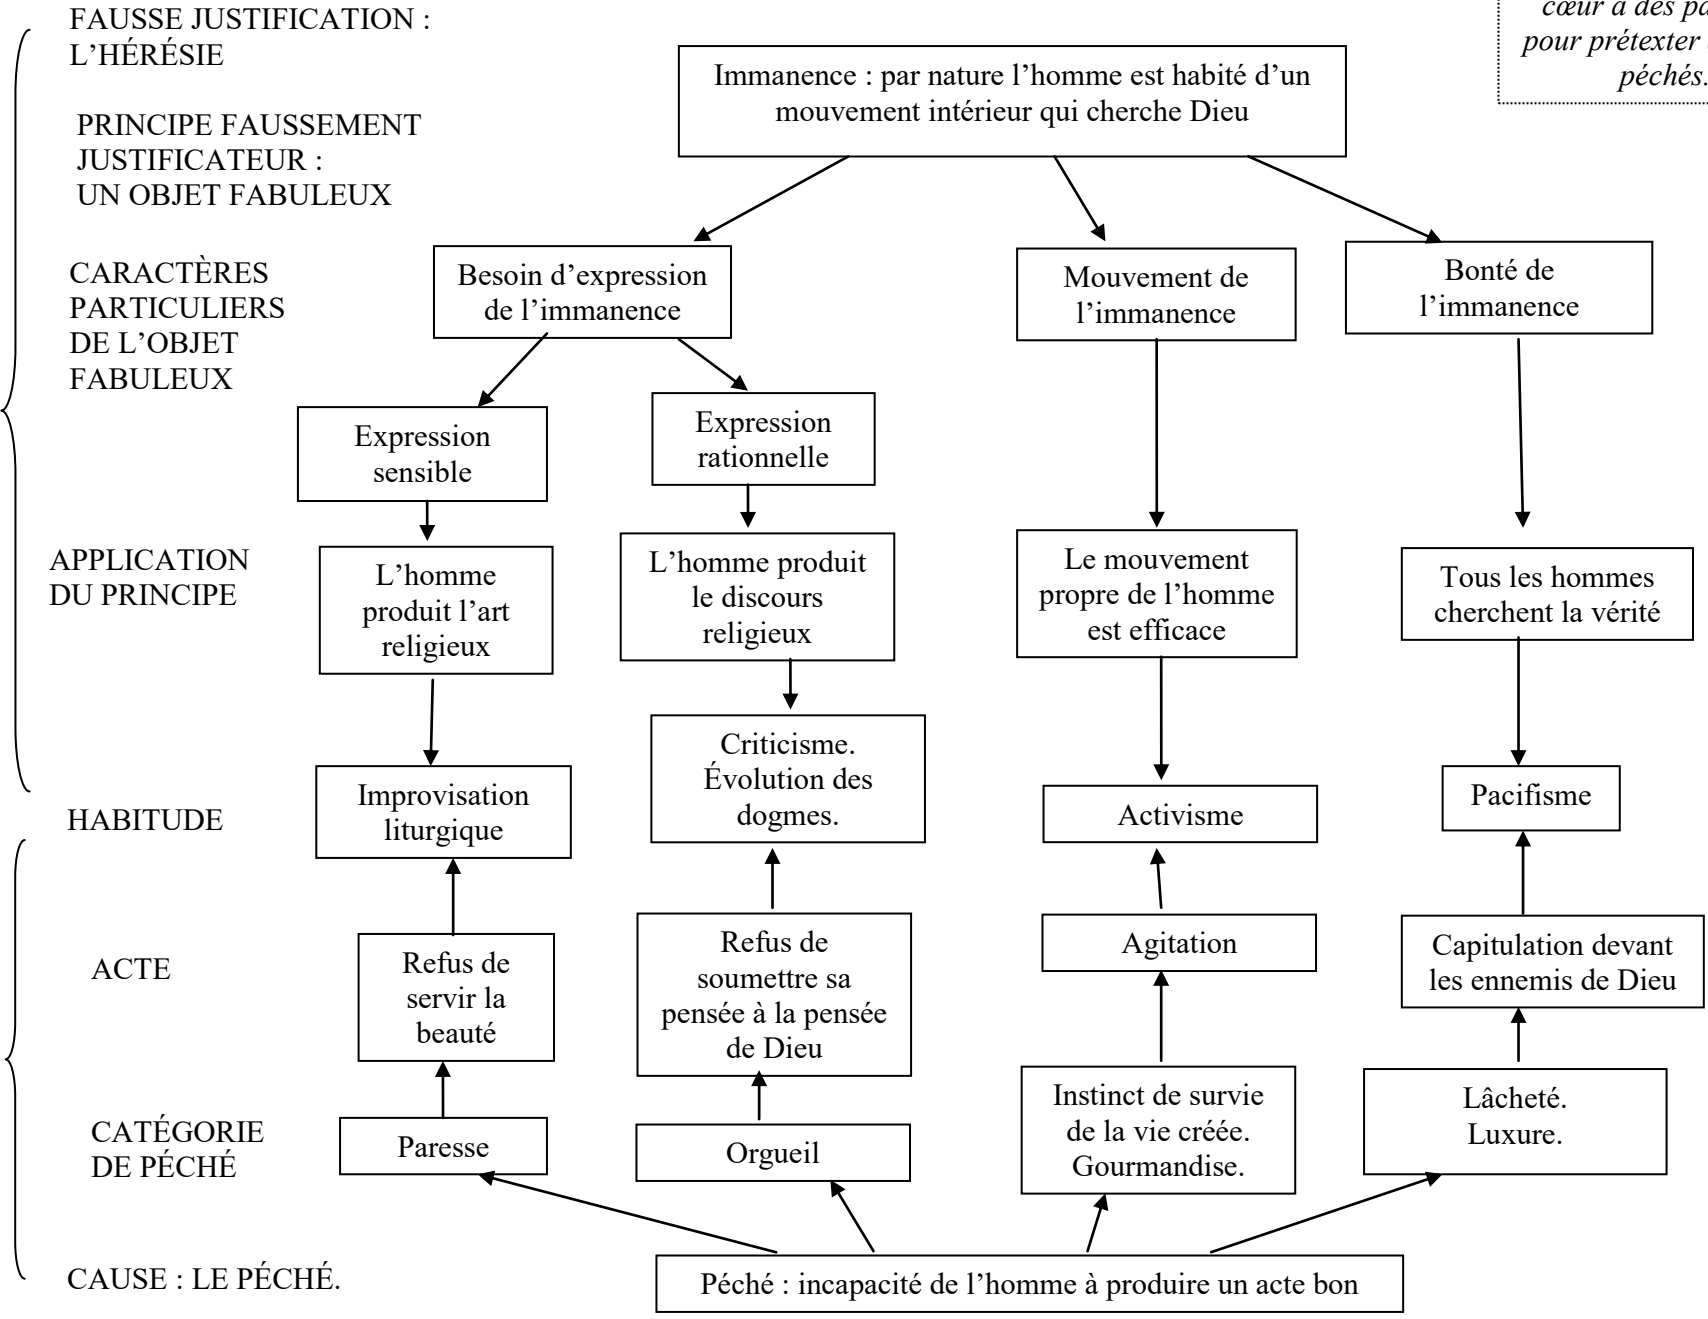 FAUSSE JUSTIFICATION :
L’HÉRÉSIE
cœur à des
pour prétexter
péchés.
Immanence : par nature l’homme est habité d’un
mouvement intérieur qui cherche Dieu
PRINCIPE FAUSSEMENT
JUSTIFICATEUR :
UN OBJET FABULEUX
CARACTÈRES
PARTICULIERS
DE L’OBJET
FABULEUX
Besoin d’expression
de l’immanence
Mouvement de
l’immanence
Bonté de
l’immanence
Expression
sensible
Expression
rationnelle
APPLICATION
DU PRINCIPE
L’homme
produit l’art
religieux
L’homme produit
le discours
religieux
Le mouvement
propre de l’homme
est efficace
Tous les hommes
cherchent la vérité
HABITUDE
Improvisation
liturgique
Criticisme.
Évolution des
dogmes.
Activisme
Pacifisme
ACTE
Refus de
servir la
beauté
Refus de
soumettre sa
pensée à la pensée
de Dieu
Agitation
Capitulation devant
les ennemis de Dieu
CATÉGORIE
DE PÉCHÉ
Paresse
Orgueil
Instinct de survie
de la vie créée.
Gourmandise.
Lâcheté.
Luxure.
CAUSE : LE PÉCHÉ.
Péché : incapacité de l’homme à produire un acte bon